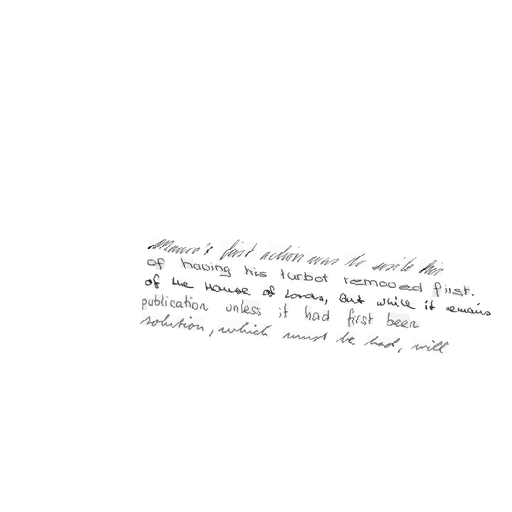 Mauro's first action was to write him
of having his turbot removed first.
of the House of Lords, But while it remains
publication unless it had first been
solution, which must be had, will